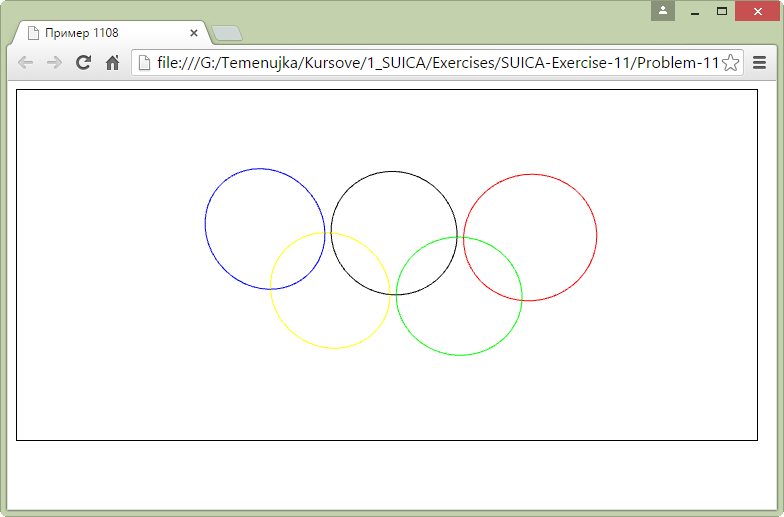 Пример 1108
file:///G:/Temenujka/Kursove/1_SUICA/Exercises/SUICA-Exercise-11/Problem-11